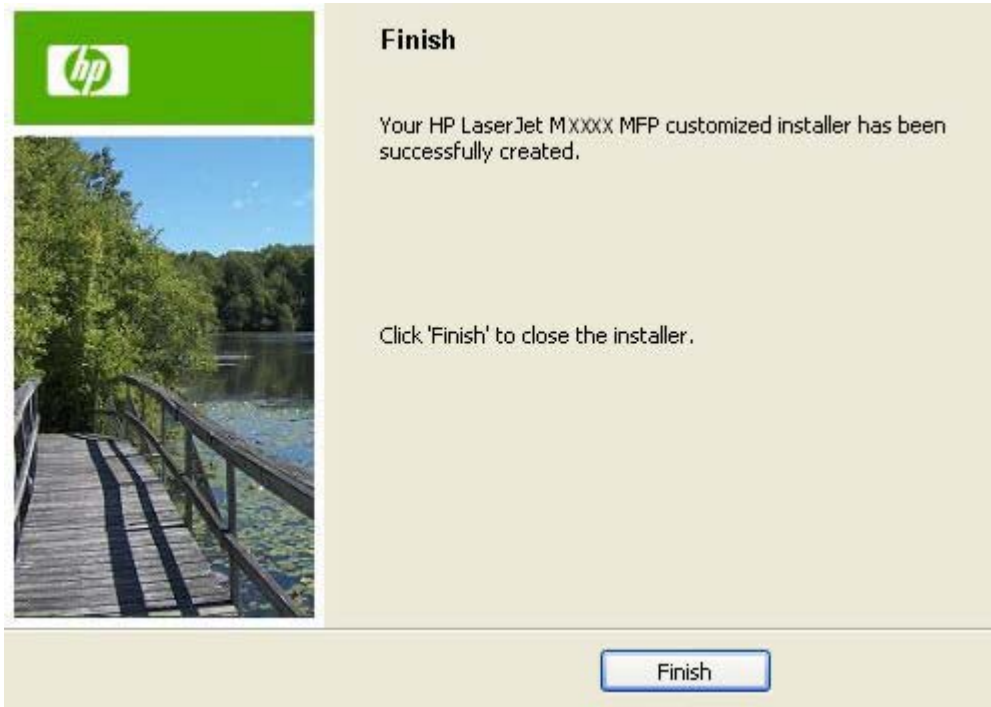 hp
Finish
Your HP LaserJet MXXXX MFP customized installer has been
successfully created.
Click 'Finish' to close the installer.
Finish